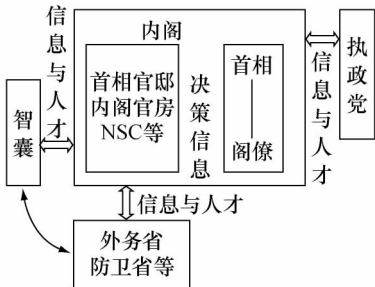 信息与人才
内阁
首相官邸
内阁官房
NSC等
决策信息
首相
阁僚
信息与人才
执政党
智囊
信息与人才
外务省
防卫省等